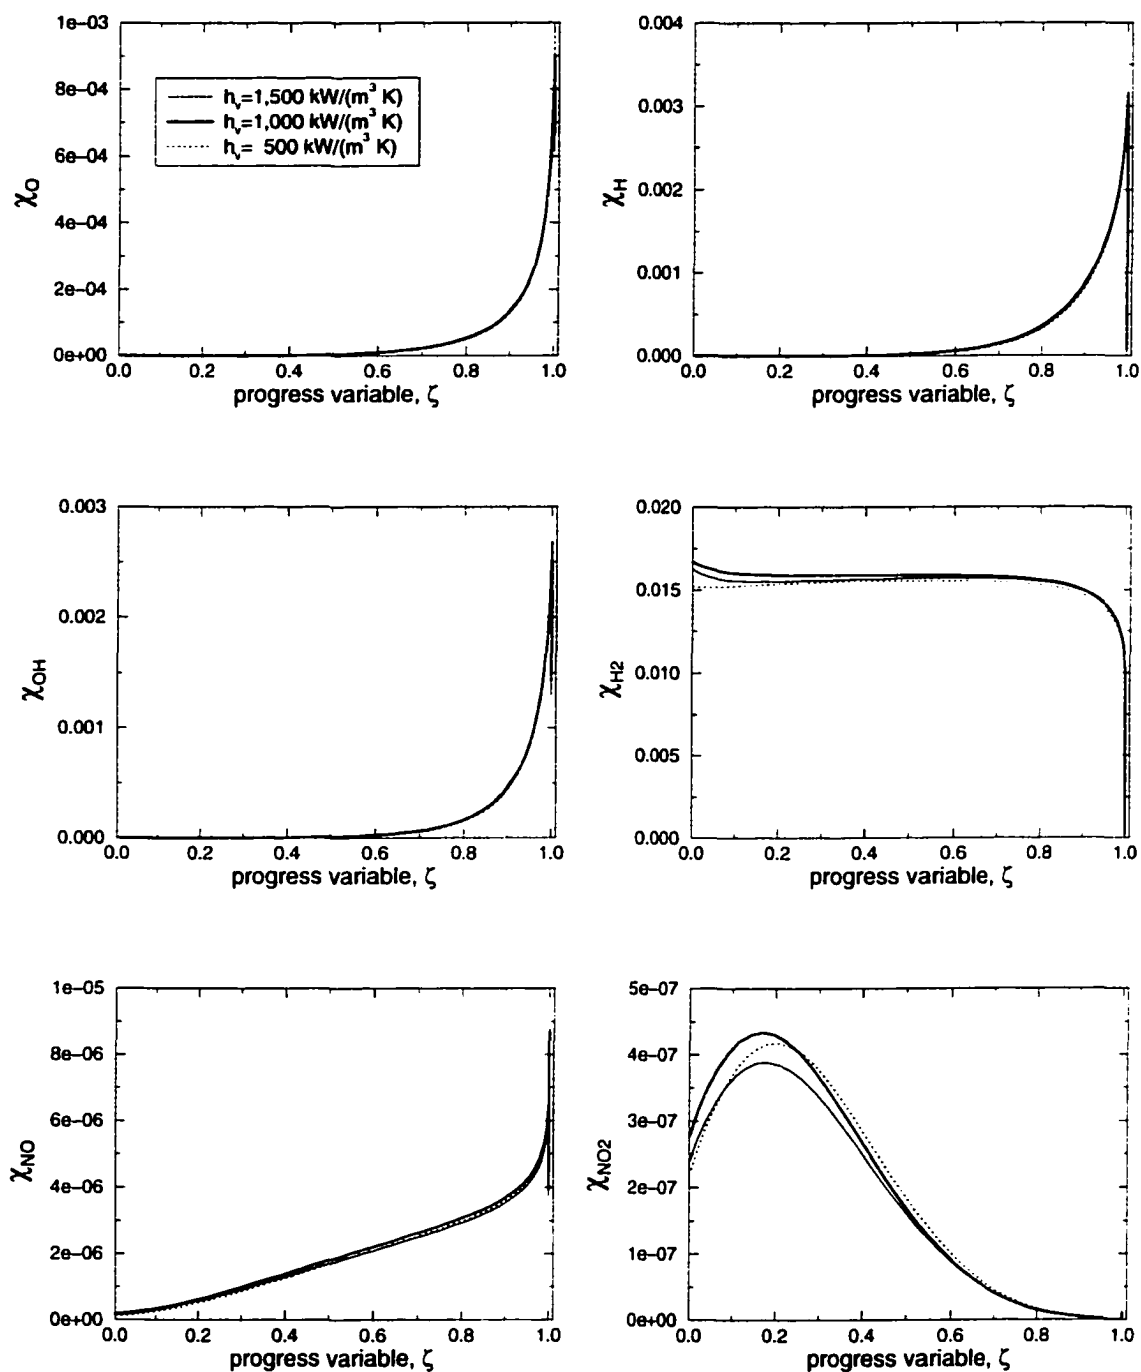 1e−03
8e−04
6e−04
4e−04
2e−04
0e+00
χO
hv=1,500 kW/(m³ K)
hv=1,000 kW/(m³ K)
hv= 500 kW/(m³ K)
0.0 0.2 0.4 0.6 0.8 1.0
progress variable, ζ
0.004
0.003
0.002
0.001
0.000
χH
0.0 0.2 0.4 0.6 0.8 1.0
progress variable, ζ
0.003
0.002
0.001
0.000
χOH
0.0 0.2 0.4 0.6 0.8 1.0
progress variable, ζ
0.020
0.015
0.010
0.005
0.000
χH2
0.0 0.2 0.4 0.6 0.8 1.0
progress variable, ζ
1e−05
8e−06
6e−06
4e−06
2e−06
0e+00
χNO
0.0 0.2 0.4 0.6 0.8 1.0
progress variable, ζ
5e−07
4e−07
3e−07
2e−07
1e−07
0e+00
χNO2
0.0 0.2 0.4 0.6 0.8 1.0
progress variable, ζ